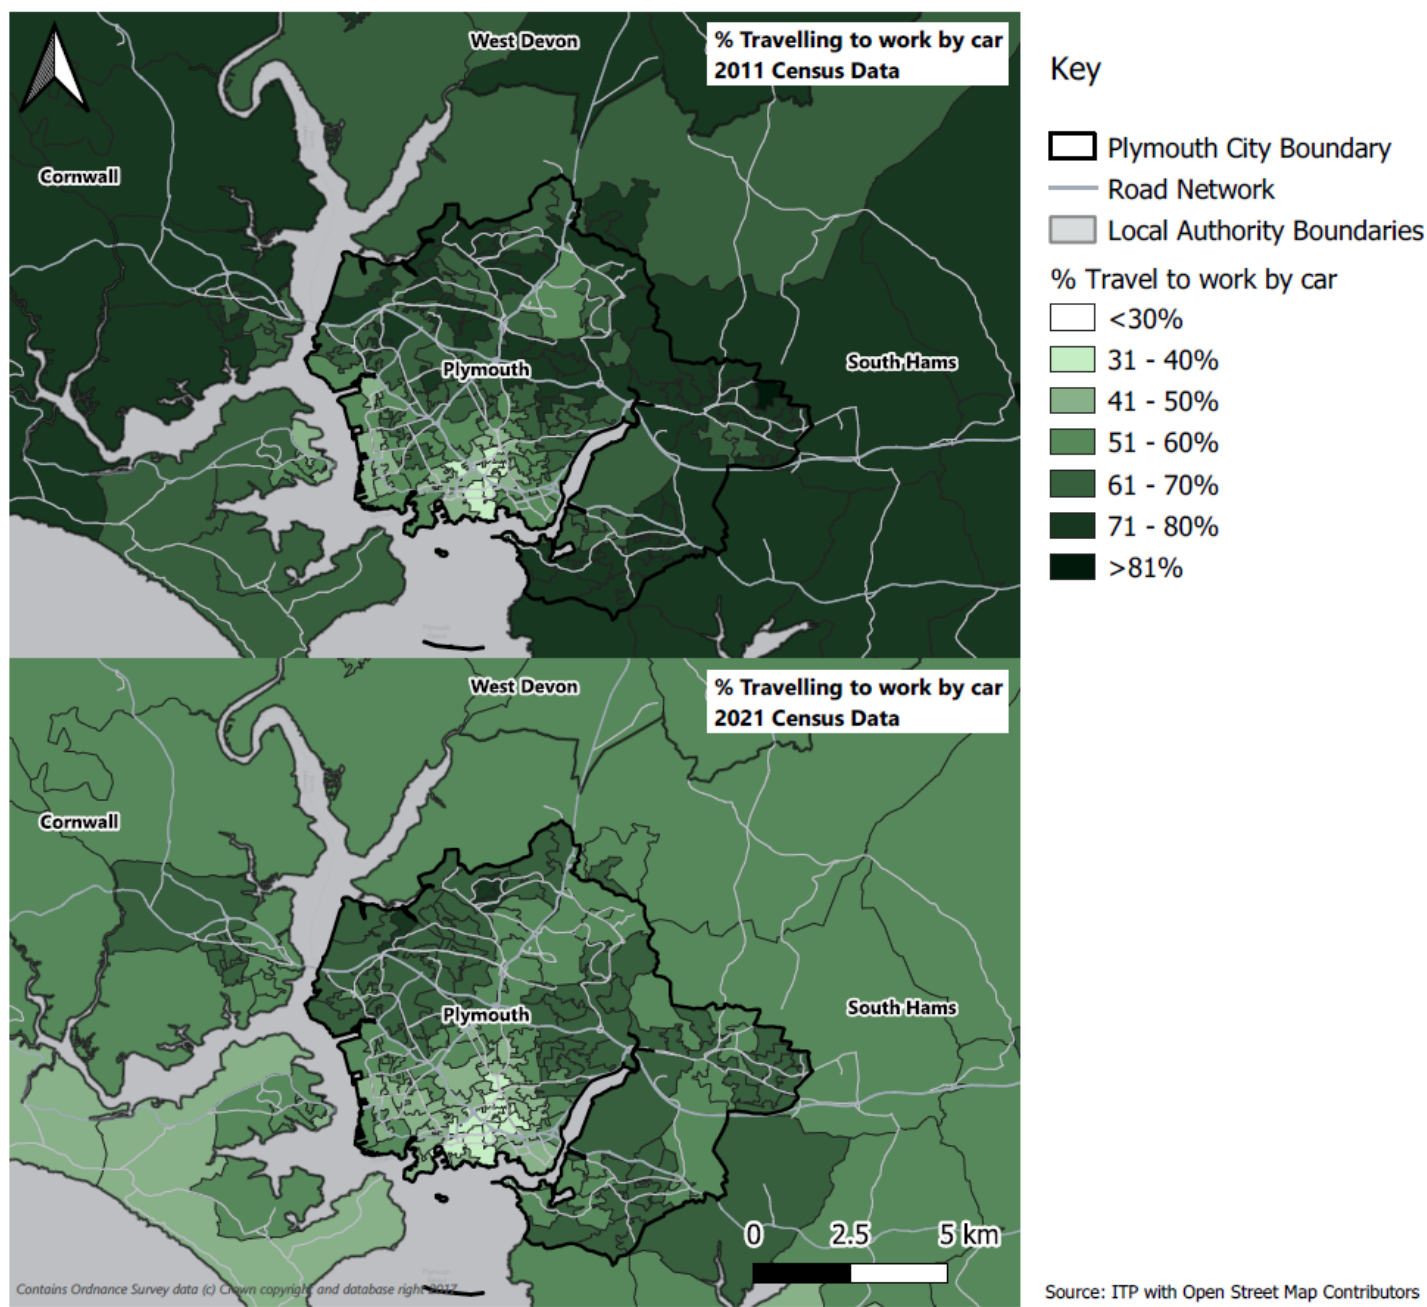 West Devon
% Travelling to work by car
2011 Census Data
Cornwall
South Hams
Plymouth
West Devon
% Travelling to work by car
2021 Census Data
Cornwall
South Hams
Plymouth
0 2.5 5 km
Contains Ordnance Survey data (c) Crown copyright and database right 2017
Key
Plymouth City Boundary
Road Network
Local Authority Boundaries
% Travel to work by car
<30%
31 - 40%
41 - 50%
51 - 60%
61 - 70%
71 - 80%
>81%
Source: ITP with Open Street Map Contributors